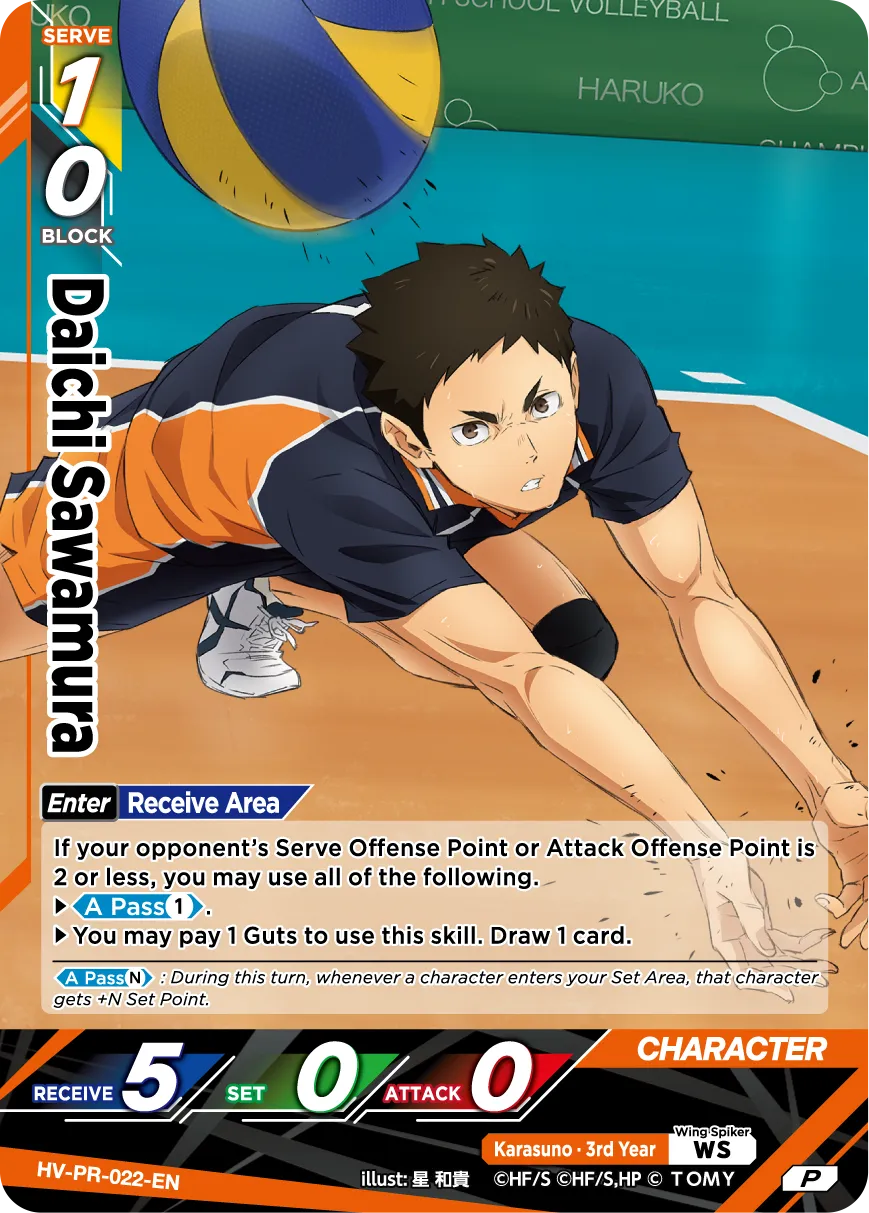 UKO
H SCHOOL VOLLEYBALL
HARUKO
SERVE
1
0
BLOCK
Daichi Sawamura
Enter Receive Area
If your opponent's Serve Offense Point or Attack Offense Point is
2 or less, you may use all of the following.
▶A Pass 1.
▶You may pay 1 Guts to use this skill. Draw 1 card.
A Pass N : During this turn, whenever a character enters your Set Area, that character
gets +N Set Point.
CHARACTER
RECEIVE 5 SET 0 ATTACK 0
Wing Spiker
Karasuno · 3rd Year WS
HV-PR-022-EN
illust: 星 和貴 ©HF/S ©HF/S,HP © TOMY
P